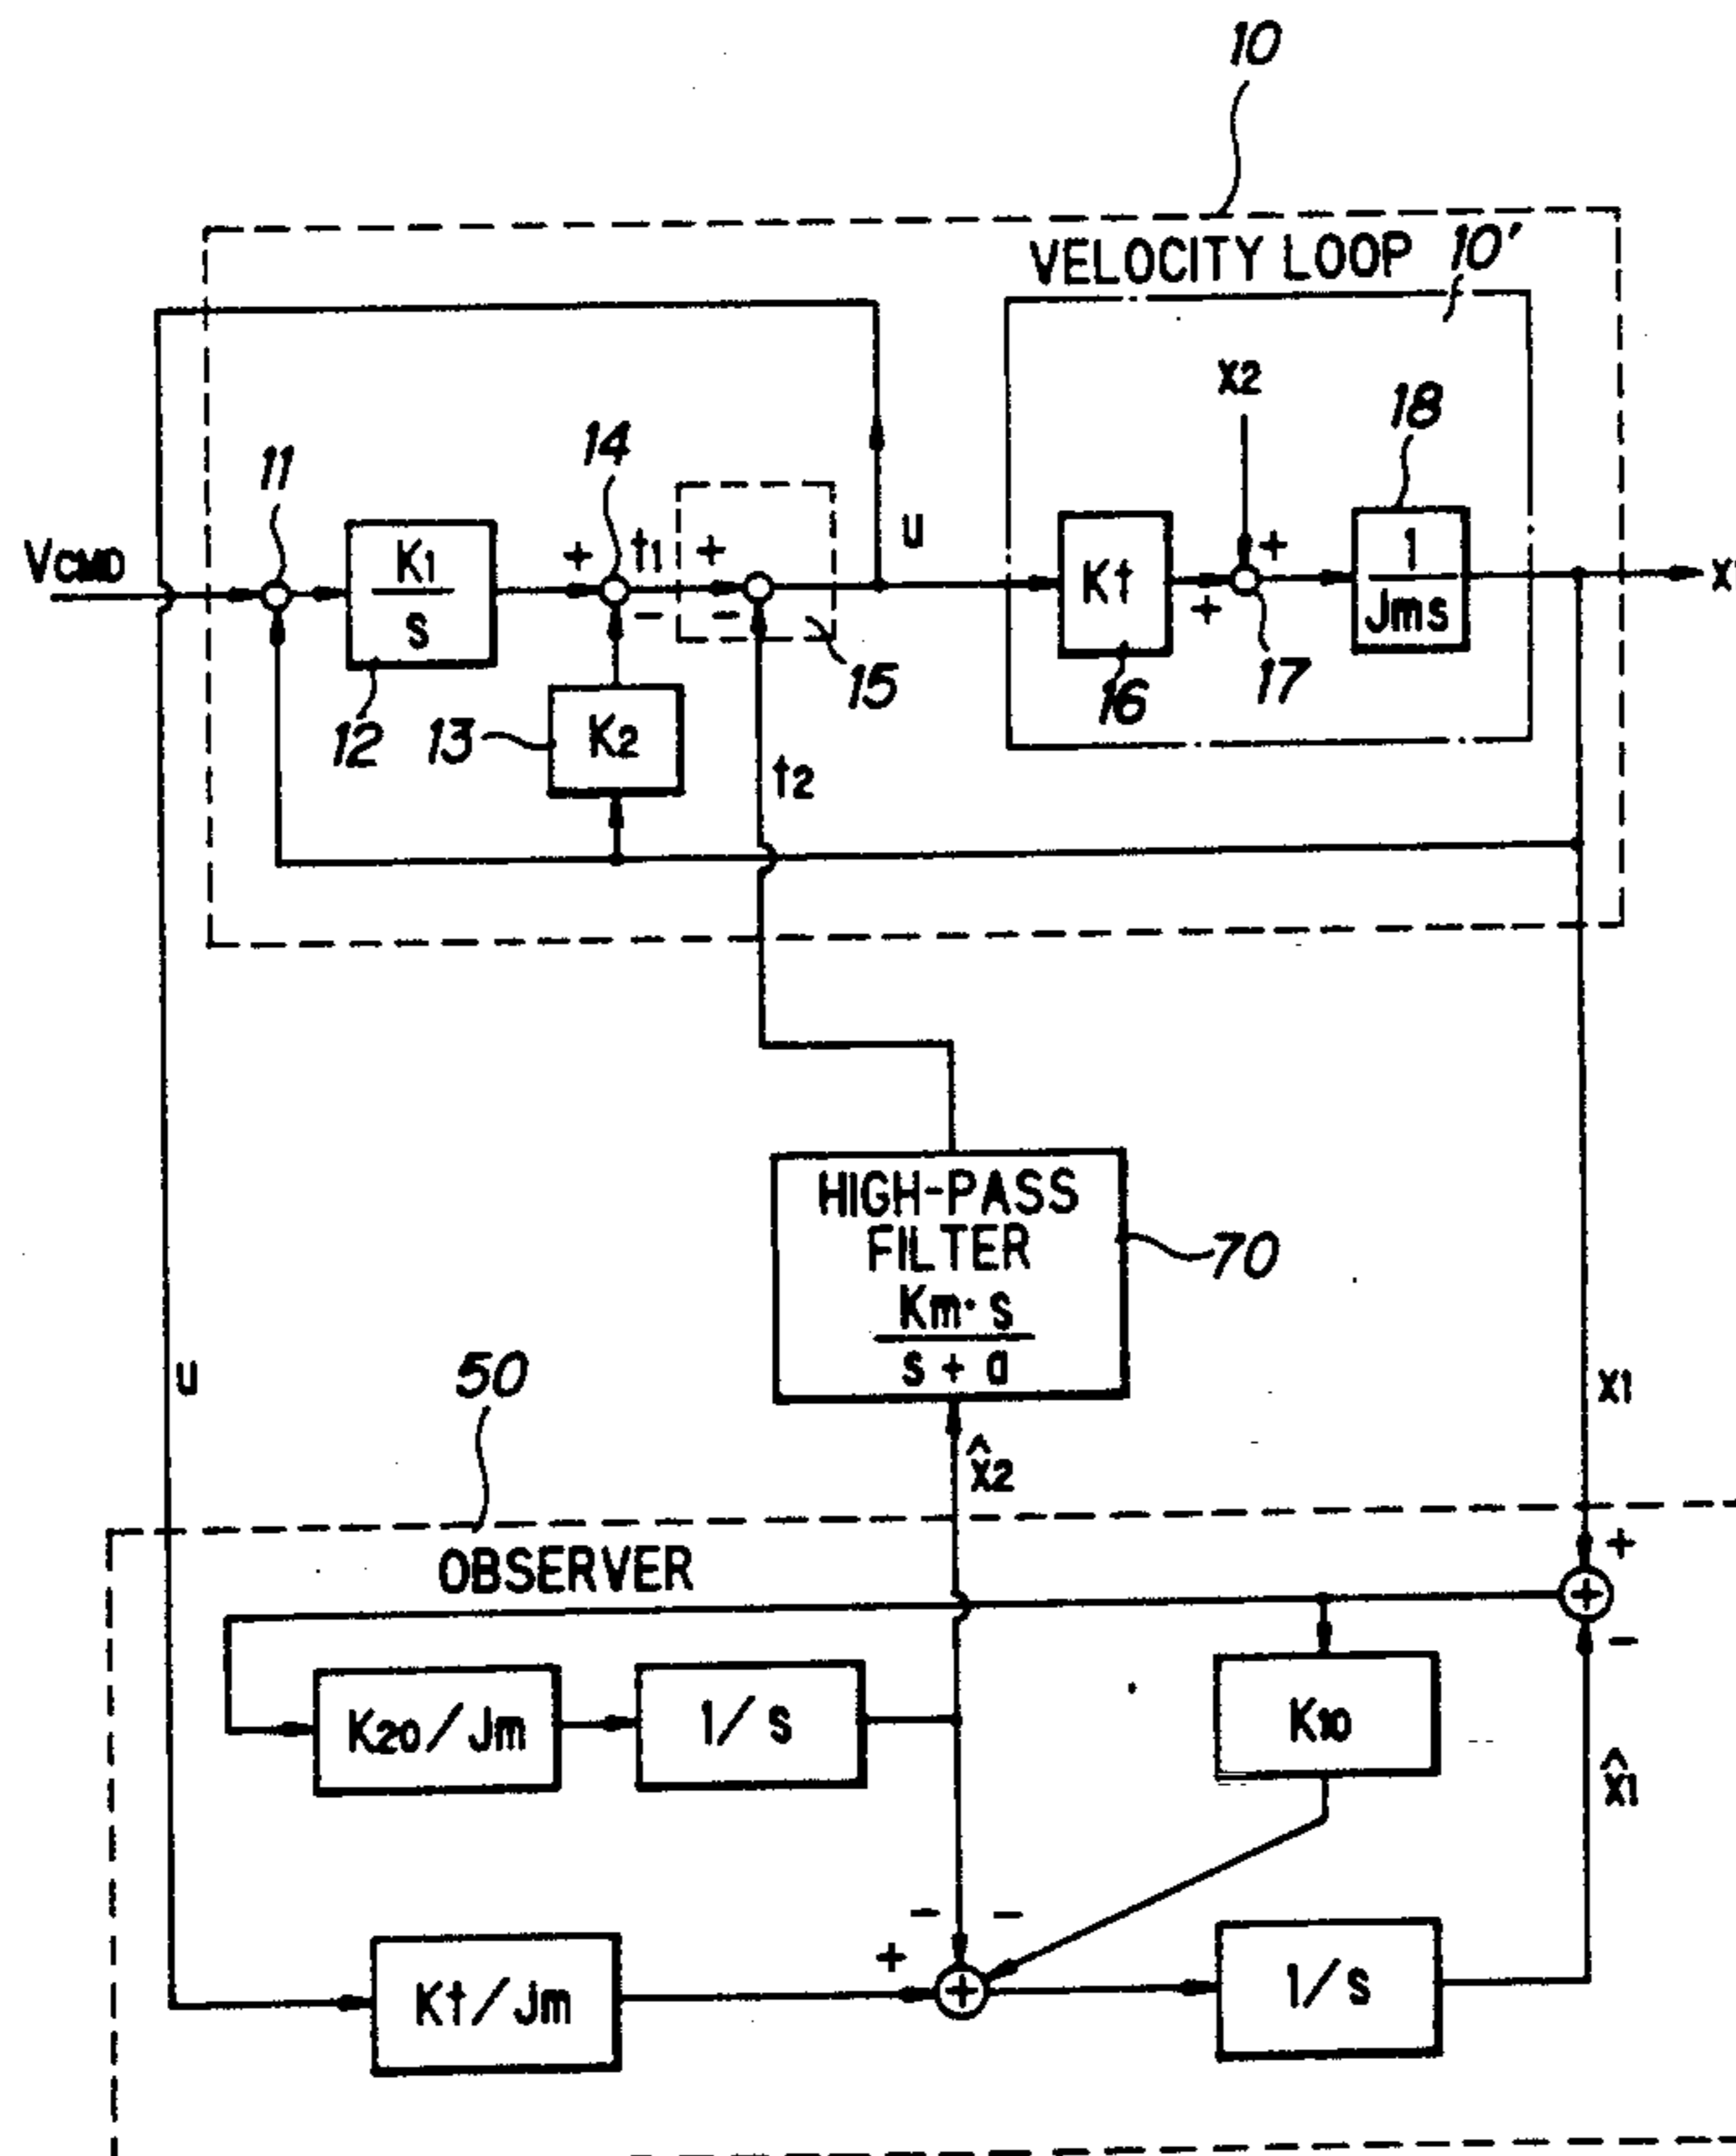 10
VELOCITY LOOP
10'
X2
18
14
11
+
t1
+
u
+
1
VCMD
K1
s
Kt
Jms
X
-
-
+
15
16
17
12
13
K2
t2
HIGH-PASS
FILTER
Km・s
s + a
70
50
u
X1
X̂2
OBSERVER
+
+
-
K20/Jm
1/s
K10
X̂1
-
-
+
+
Kt/Jm
1/s